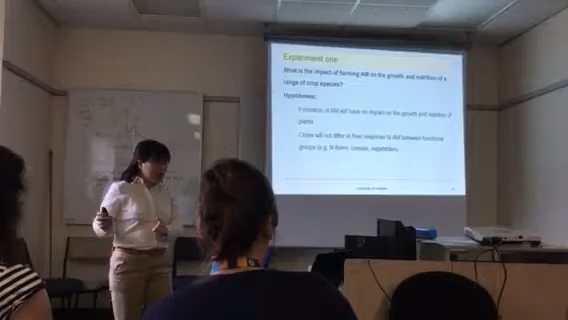 Experiment one
What is the impact of forming AM on the growth and nutrition of a
range of crop species?
Hypotheses:
Formation of AM will have no impact on the growth and nutrition of
plants
Crops will not differ in their response to AM between functional
groups (e.g. N-fixers, cereals, vegetables)